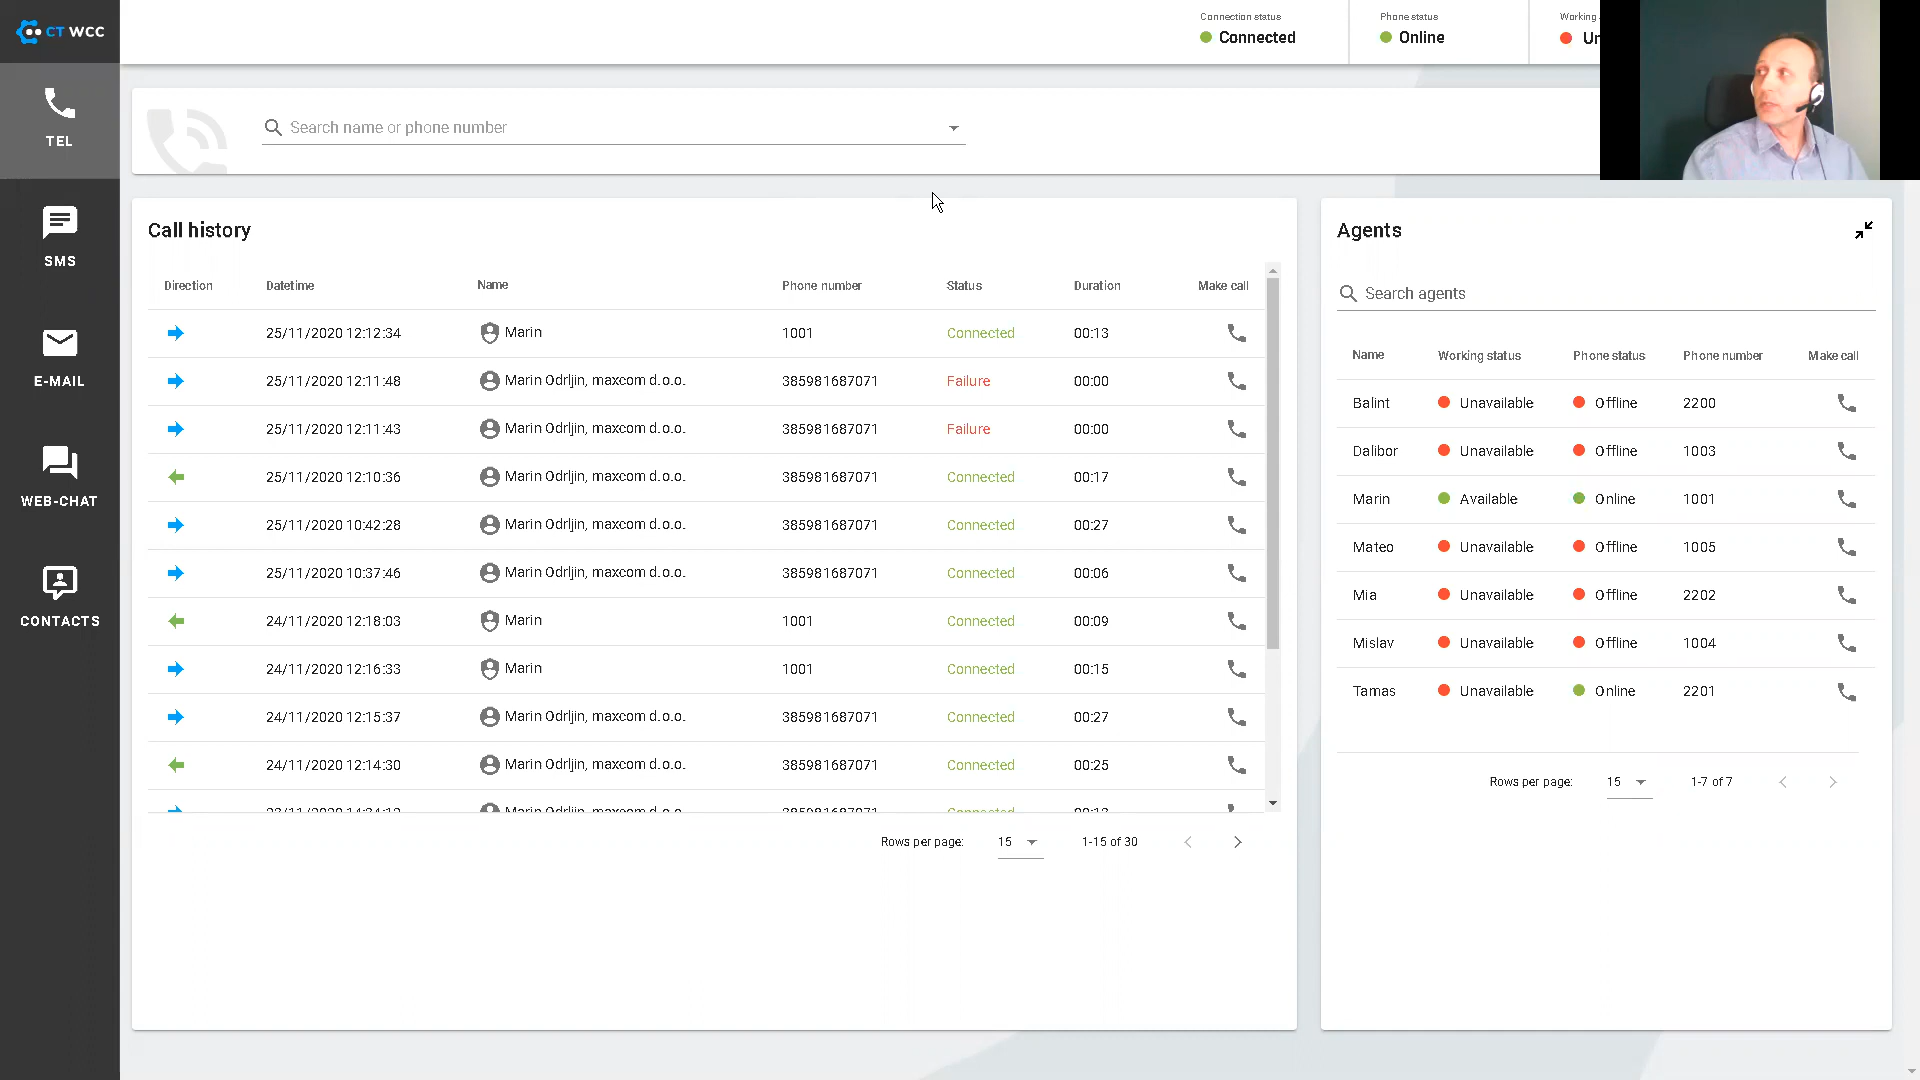 CT WCC
Connection status
Connected
Phone status
Online
Working
Un
TEL
SMS
E-MAIL
WEB-CHAT
CONTACTS
Search name or phone number
Call history
Direction Datetime Name Phone number Status Duration Make call
25/11/2020 12:12:34 Marin 1001 Connected 00:13
25/11/2020 12:11:48 Marin Odrljin, maxcom d.o.o. 385981687071 Failure 00:00
25/11/2020 12:11:43 Marin Odrljin, maxcom d.o.o. 385981687071 Failure 00:00
25/11/2020 12:10:36 Marin Odrljin, maxcom d.o.o. 385981687071 Connected 00:17
25/11/2020 10:42:28 Marin Odrljin, maxcom d.o.o. 385981687071 Connected 00:27
25/11/2020 10:37:46 Marin Odrljin, maxcom d.o.o. 385981687071 Connected 00:06
24/11/2020 12:18:03 Marin 1001 Connected 00:09
24/11/2020 12:16:33 Marin 1001 Connected 00:15
24/11/2020 12:15:37 Marin Odrljin, maxcom d.o.o. 385981687071 Connected 00:27
24/11/2020 12:14:30 Marin Odrljin, maxcom d.o.o. 385981687071 Connected 00:25
Marin Odrljin, maxcom d.o.o. 385981687071 Connected
Rows per page: 15 1-15 of 30
Agents
Search agents
Name Working status Phone status Phone number Make call
Balint Unavailable Offline 2200
Dalibor Unavailable Offline 1003
Marin Available Online 1001
Mateo Unavailable Offline 1005
Mia Unavailable Offline 2202
Mislav Unavailable Offline 1004
Tamas Unavailable Online 2201
Rows per page: 15 1-7 of 7